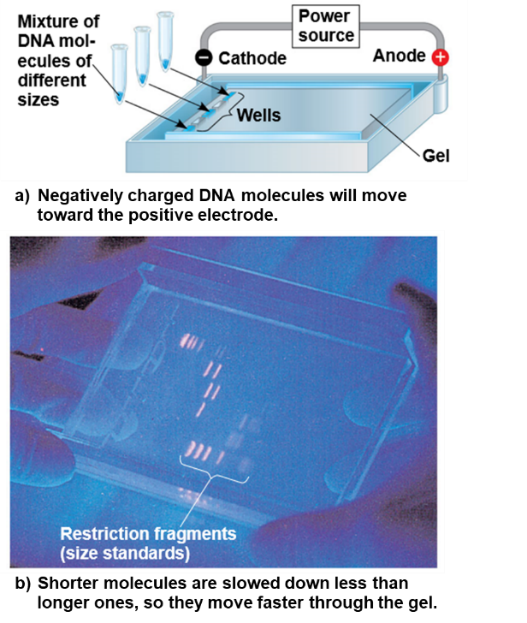 Mixture of
DNA mol-
ecules of
different
sizes
Power
source
− Cathode
Anode +
Wells
Gel
a) Negatively charged DNA molecules will move
toward the positive electrode.
Restriction fragments
(size standards)
b) Shorter molecules are slowed down less than
longer ones, so they move faster through the gel.